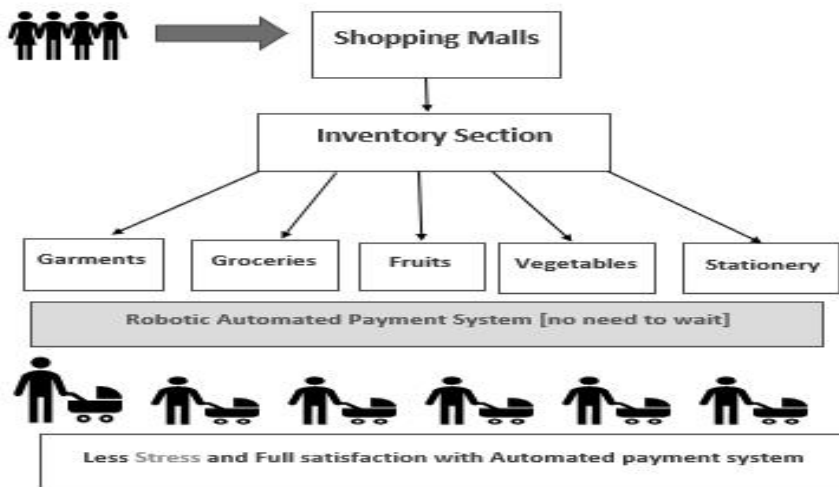 Shopping Malls
Inventory Section
Garments
Groceries
Fruits
Vegetables
Stationery
Robotic Automated Payment System [no need to wait]
Less Stress and Full satisfaction with Automated payment system